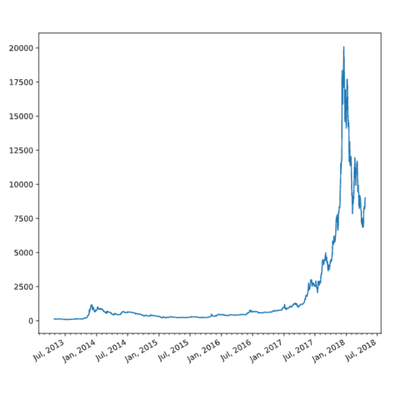 20000
17500
15000
12500
10000
7500
5000
2500
0
Jul, 2013
Jan, 2014
Jul, 2014
Jan, 2015
Jul, 2015
Jan, 2016
Jul, 2016
Jan, 2017
Jul, 2017
Jan, 2018
Jul, 2018